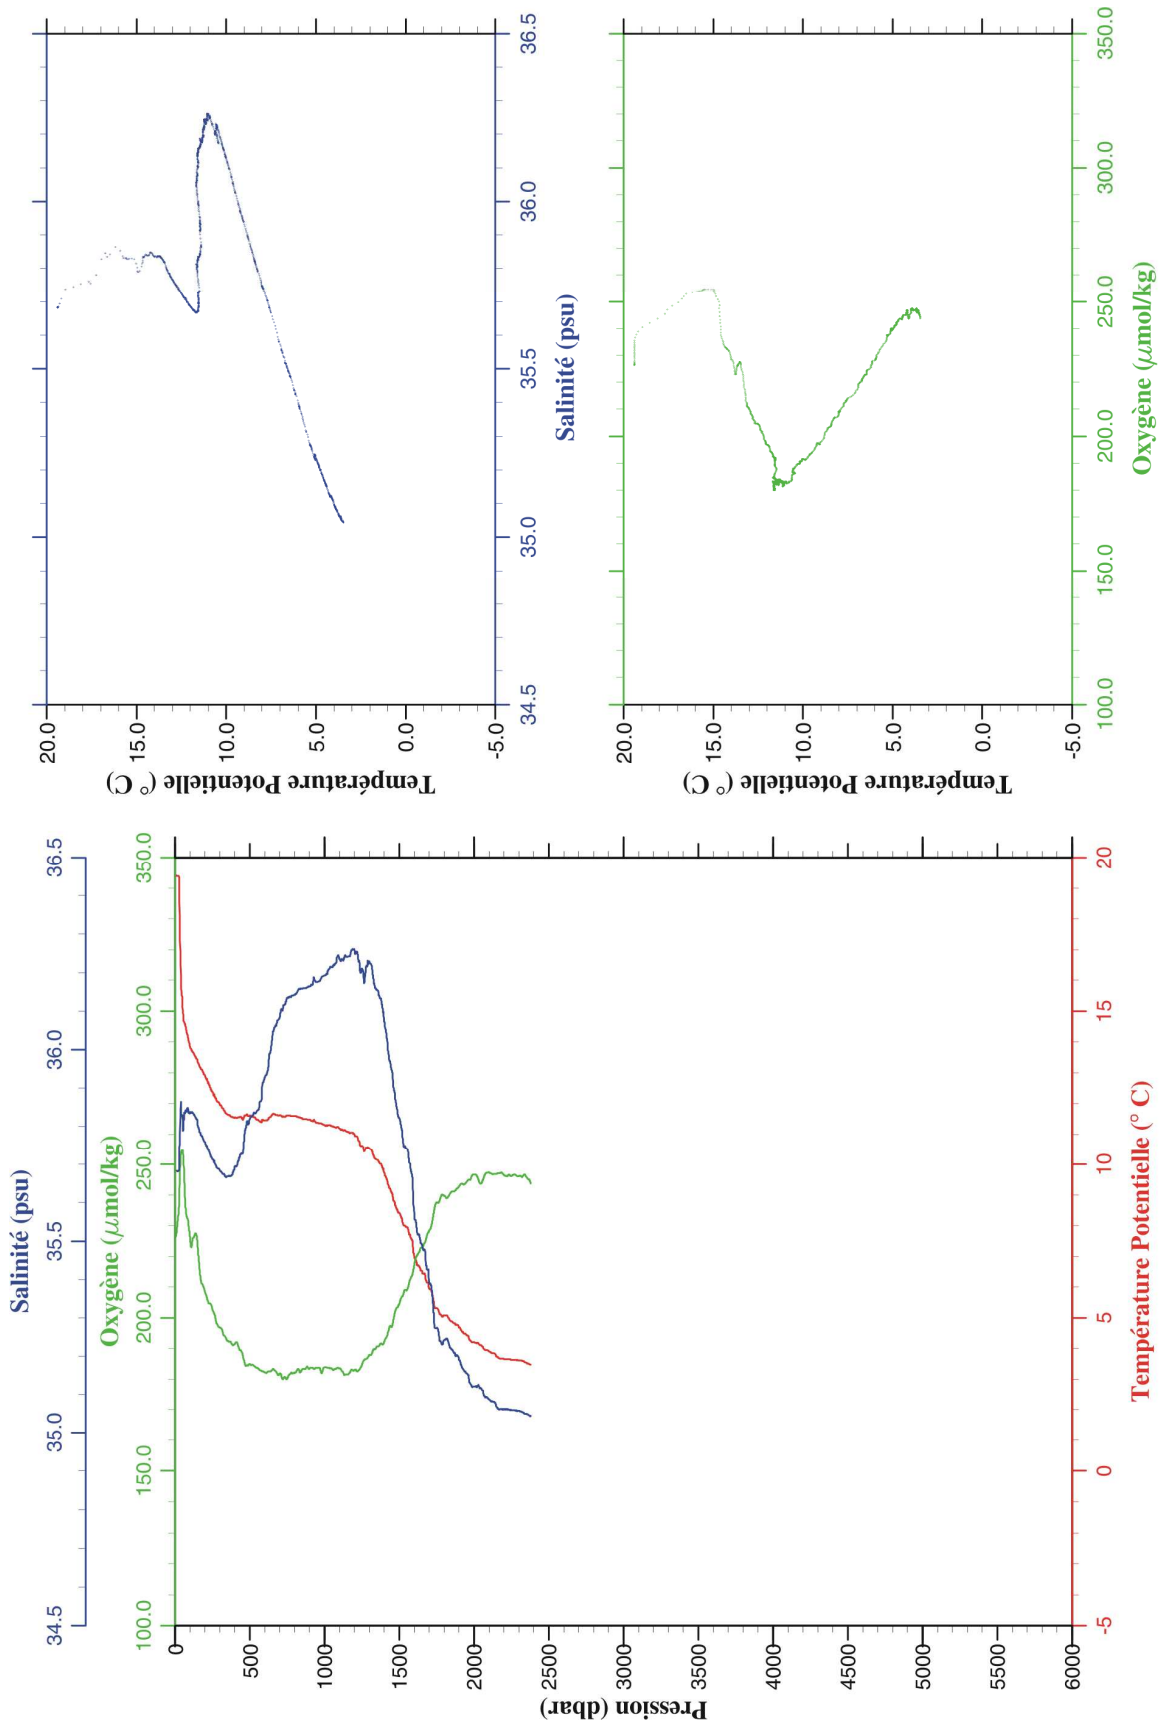 Salinité (psu)
34.5 35.0 35.5 36.0 36.5
Oxygène (μmol/kg)
100.0 150.0 200.0 250.0 300.0 350.0
Pression (dbar)
0
500
1000
1500
2000
2500
3000
3500
4000
4500
5000
5500
6000
-5 0 5 10 15 20
Température Potentielle (° C)
Température Potentielle (° C)
20.0
15.0
10.0
5.0
0.0
-5.0
34.5 35.0 35.5 36.0 36.5
Salinité (psu)
Température Potentielle (° C)
20.0
15.0
10.0
5.0
0.0
-5.0
100.0 150.0 200.0 250.0 300.0 350.0
Oxygène (μmol/kg)